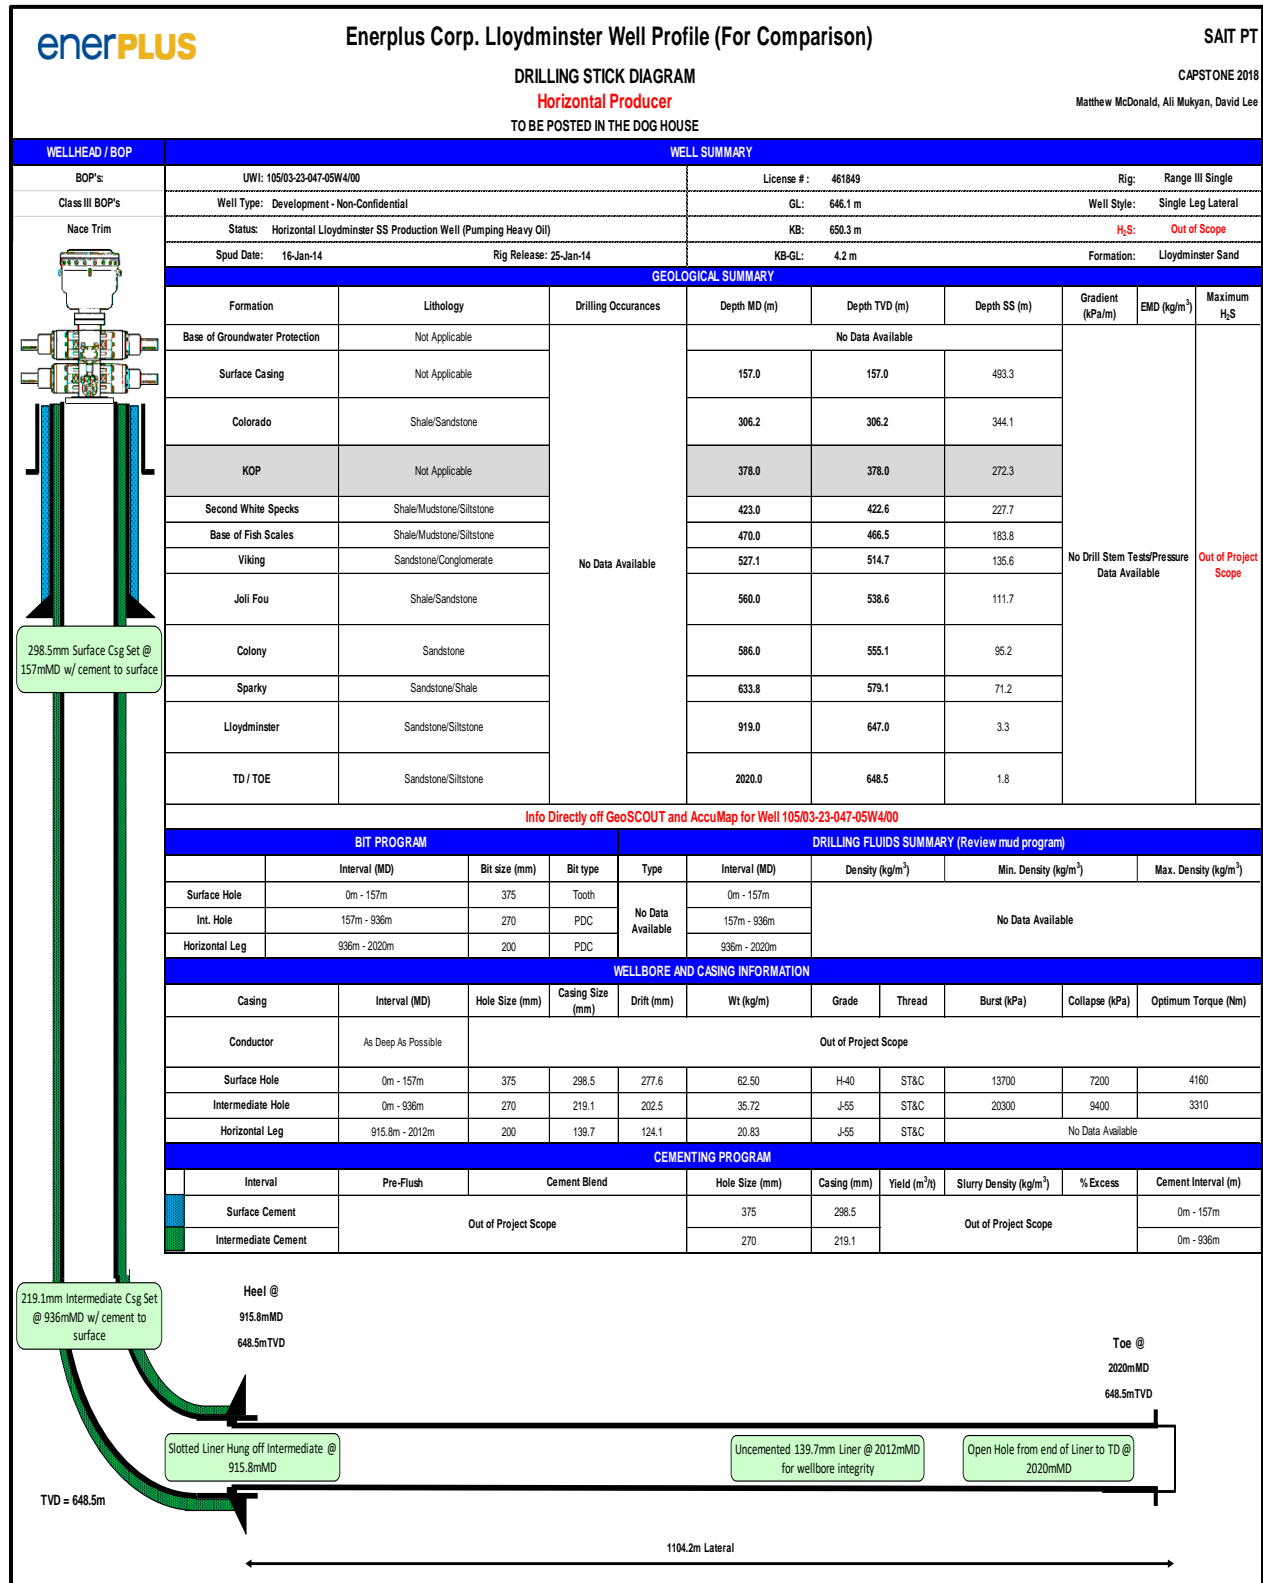 enerPLUS
Enerplus Corp. Lloydminster Well Profile (For Comparison)
SAIT PT
DRILLING STICK DIAGRAM
CAPSTONE 2018
Horizontal Producer
Matthew McDonald, Ali Mukyan, David Lee
TO BE POSTED IN THE DOG HOUSE
WELLHEAD / BOP
WELL SUMMARY
BOP's:
UWI: 105/03-23-047-05W4/00
License # : 461849
Rig: Range III Single
Class III BOP's
Well Type: Development - Non-Confidential
GL: 646.1 m
Well Style: Single Leg Lateral
Nace Trim
Status: Horizontal Lloydminster SS Production Well (Pumping Heavy Oil)
KB: 650.3 m
H2S: Out of Scope
Spud Date: 16-Jan-14
Rig Release: 25-Jan-14
KB-GL: 4.2 m
Formation: Lloydminster Sand
GEOLOGICAL SUMMARY
Formation Lithology Drilling Occurances Depth MD (m) Depth TVD (m) Depth SS (m) Gradient (kPa/m) EMD (kg/m3) Maximum H2S
Base of Groundwater Protection Not Applicable No Data Available
Surface Casing Not Applicable 157.0 157.0 493.3
Colorado Shale/Sandstone 306.2 306.2 344.1
KOP Not Applicable 378.0 378.0 272.3
Second White Specks Shale/Mudstone/Siltstone 423.0 422.6 227.7
Base of Fish Scales Shale/Mudstone/Siltstone 470.0 466.5 183.8
Viking Sandstone/Conglomerate 527.1 514.7 135.6
No Data Available
No Drill Stem Tests/Pressure Data Available
Out of Project Scope
Joli Fou Shale/Sandstone 560.0 538.6 111.7
Colony Sandstone 586.0 555.1 95.2
Sparky Sandstone/Shale 633.8 579.1 71.2
Lloydminster Sandstone/Siltstone 919.0 647.0 3.3
TD / TOE Sandstone/Siltstone 2020.0 648.5 1.8
298.5mm Surface Csg Set @
157mMD w/ cement to surface
Info Directly off GeoSCOUT and AccuMap for Well 105/03-23-047-05W4/00
BIT PROGRAM
DRILLING FLUIDS SUMMARY (Review mud program)
Interval (MD) Bit size (mm) Bit type Type Interval (MD) Density (kg/m3) Min. Density (kg/m3) Max. Density (kg/m3)
Surface Hole 0m - 157m 375 Tooth 0m - 157m
Int. Hole 157m - 936m 270 PDC No Data Available 157m - 936m No Data Available
Horizontal Leg 936m - 2020m 200 PDC 936m - 2020m
WELLBORE AND CASING INFORMATION
Casing Interval (MD) Hole Size (mm) Casing Size (mm) Drift (mm) Wt (kg/m) Grade Thread Burst (kPa) Collapse (kPa) Optimum Torque (Nm)
Conductor As Deep As Possible Out of Project Scope
Surface Hole 0m - 157m 375 298.5 277.6 62.50 H-40 ST&C 13700 7200 4160
Intermediate Hole 0m - 936m 270 219.1 202.5 35.72 J-55 ST&C 20300 9400 3310
Horizontal Leg 915.8m - 2012m 200 139.7 124.1 20.83 J-55 ST&C No Data Available
CEMENTING PROGRAM
Interval Pre-Flush Cement Blend Hole Size (mm) Casing (mm) Yield (m3/t) Slurry Density (kg/m3) % Excess Cement Interval (m)
Surface Cement Out of Project Scope 375 298.5 Out of Project Scope 0m - 157m
Intermediate Cement 270 219.1 0m - 936m
219.1mm Intermediate Csg Set
@ 936mMD w/ cement to
surface
Heel @
915.8mMD
648.5mTVD
Toe @
2020mMD
648.5mTVD
Slotted Liner Hung off Intermediate @
915.8mMD
Uncemented 139.7mm Liner @ 2012mMD
for wellbore integrity
Open Hole from end of Liner to TD @
2020mMD
TVD = 648.5m
1104.2m Lateral